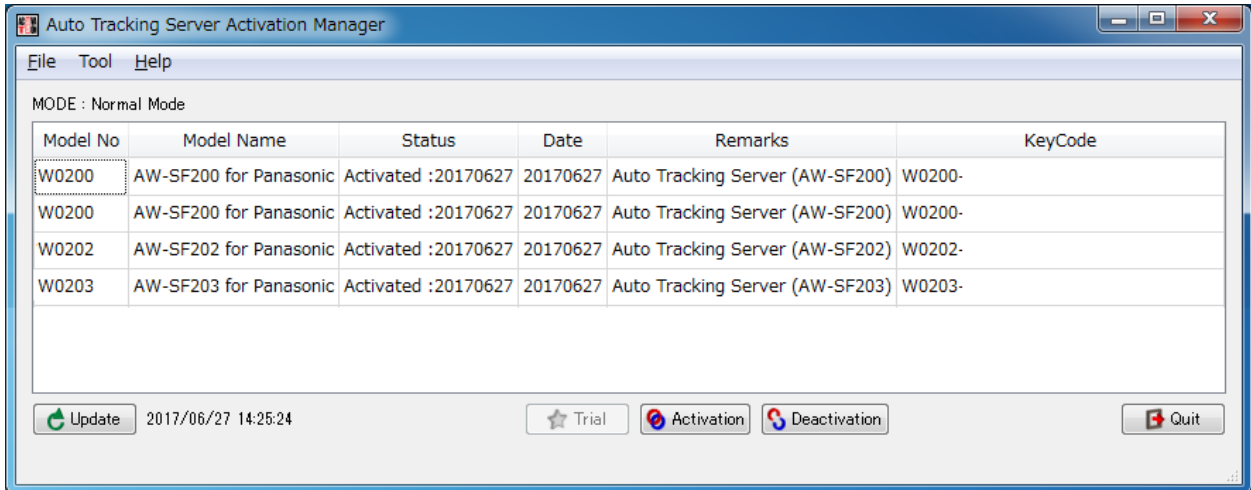 Auto Tracking Server Activation Manager
File Tool Help
MODE : Normal Mode
Model No Model Name Status Date Remarks KeyCode
W0200 AW-SF200 for Panasonic Activated :20170627 20170627 Auto Tracking Server (AW-SF200) W0200-
W0200 AW-SF200 for Panasonic Activated :20170627 20170627 Auto Tracking Server (AW-SF200) W0200-
W0202 AW-SF202 for Panasonic Activated :20170627 20170627 Auto Tracking Server (AW-SF202) W0202-
W0203 AW-SF203 for Panasonic Activated :20170627 20170627 Auto Tracking Server (AW-SF203) W0203-
Update 2017/06/27 14:25:24 Trial Activation Deactivation Quit